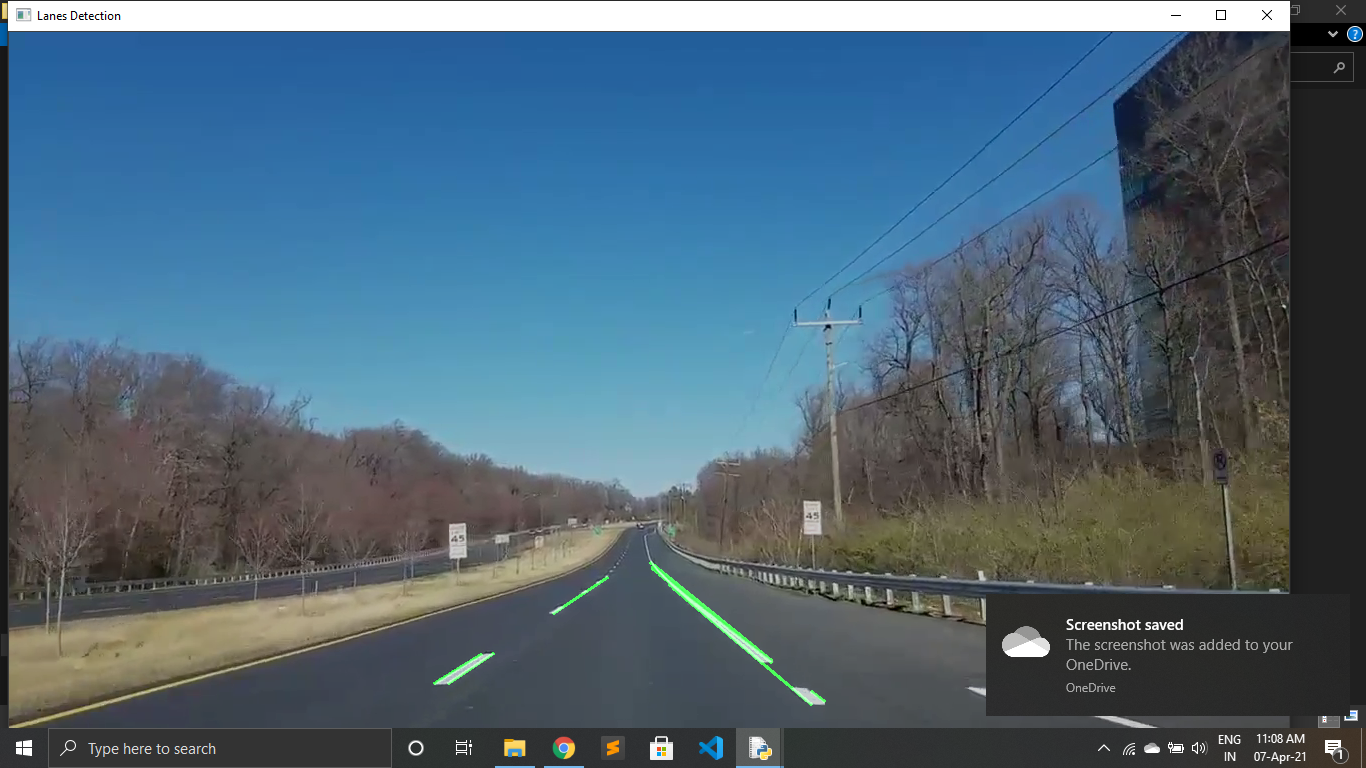 Lanes Detection
45
45
Screenshot saved
The screenshot was added to your
OneDrive.
OneDrive
Type here to search
ENG
IN
11:08 AM
07-Apr-21
1